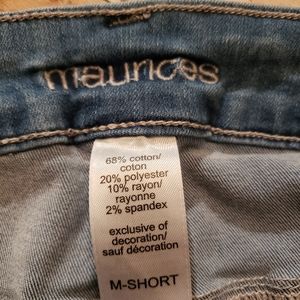 maurices
68% cotton/
coton
20% polyester
10% rayon/
rayonne
2% spandex
exclusive of
decoration/
sauf décoration
M-SHORT